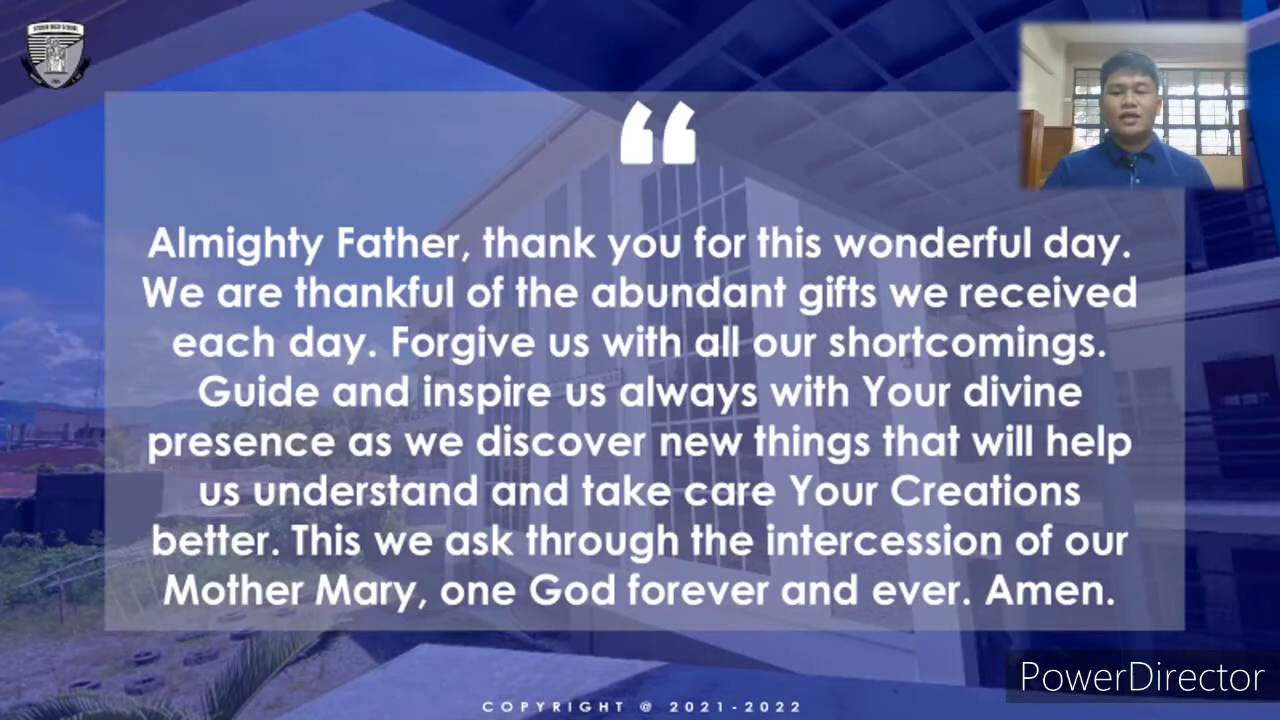 Almighty Father, thank you for this wonderful day.
We are thankful of the abundant gifts we received
each day. Forgive us with all our shortcomings.
Guide and inspire us always with Your divine
presence as we discover new things that will help
us understand and take care Your Creations
better. This we ask through the intercession of our
Mother Mary, one God forever and ever. Amen.
PowerDirector
COPYRIGHT @ 2021-2022